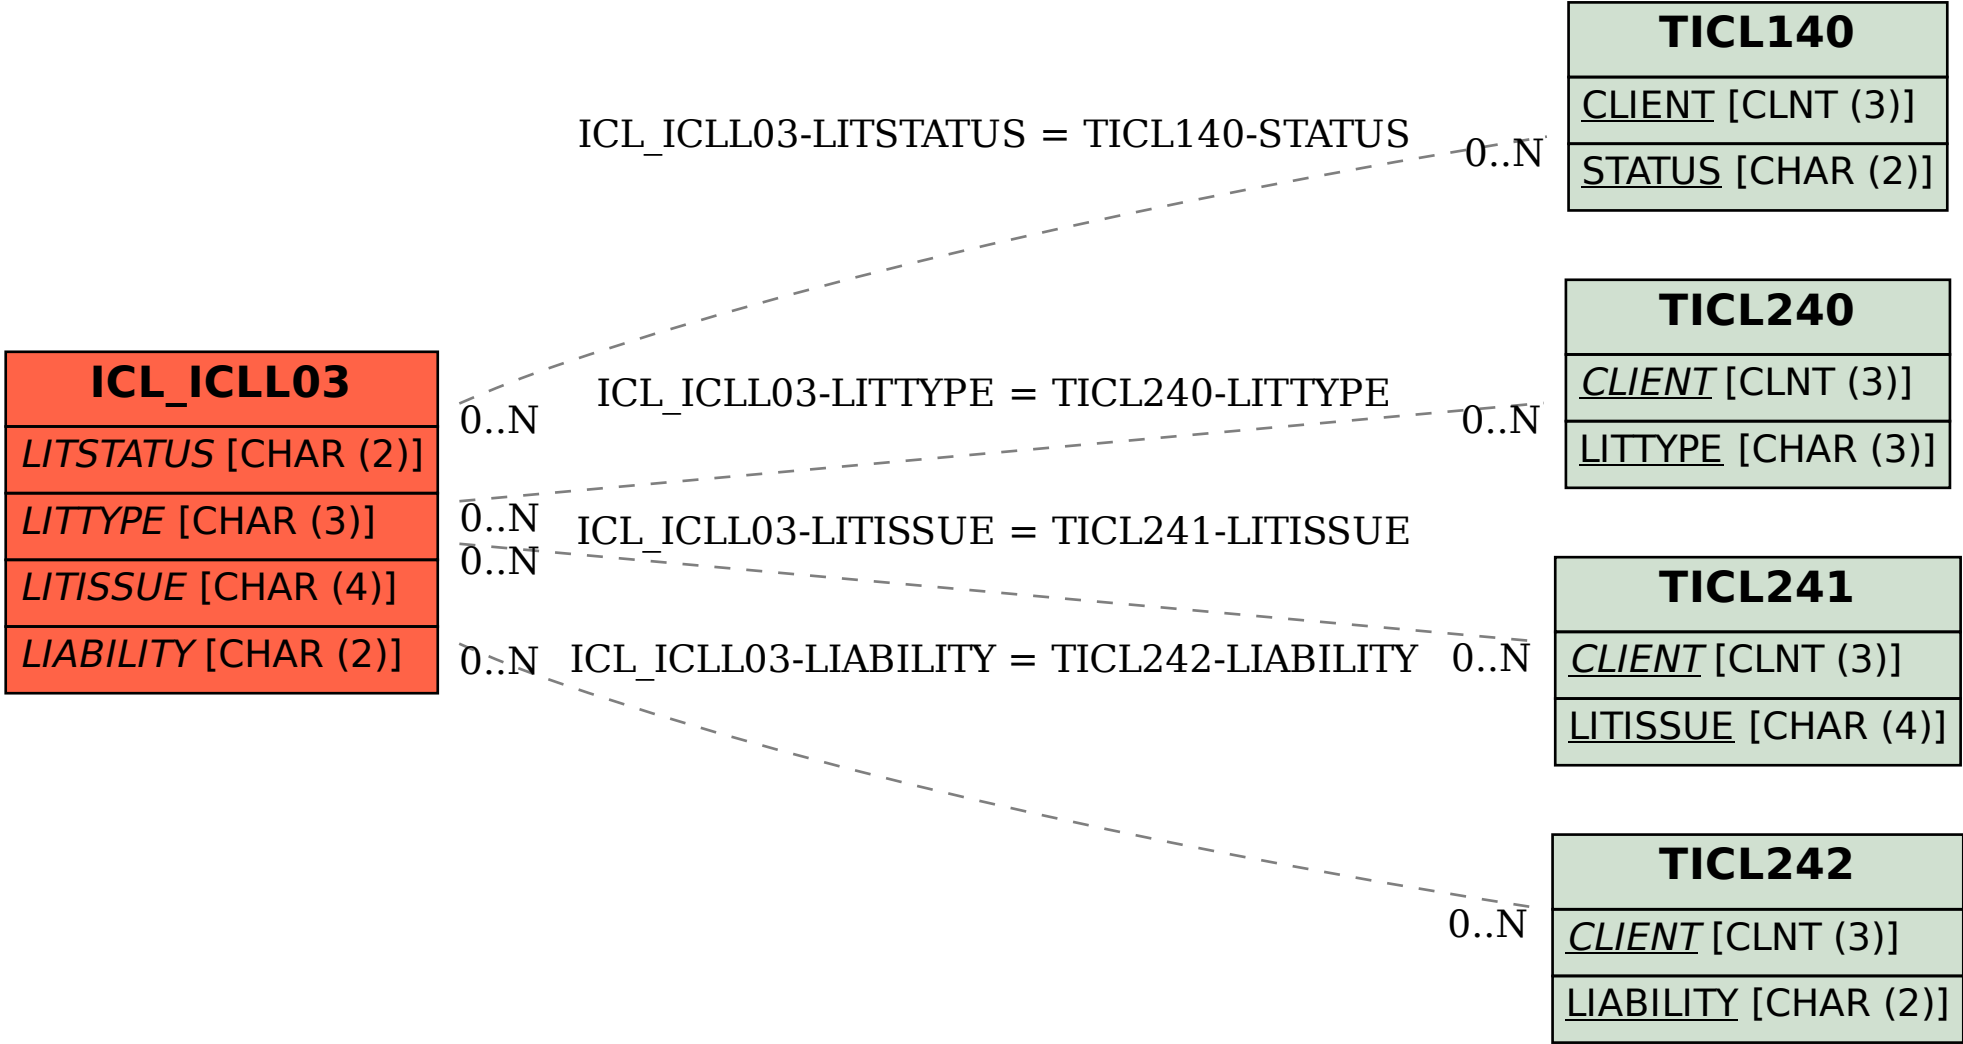 TICL140
CLIENT [CLNT (3)]
STATUS [CHAR (2)]
ICL_ICLL03-LITSTATUS = TICL140-STATUS
0..N
TICL240
CLIENT [CLNT (3)]
LITTYPE [CHAR (3)]
ICL_ICLL03
LITSTATUS [CHAR (2)]
LITTYPE [CHAR (3)]
LITISSUE [CHAR (4)]
LIABILITY [CHAR (2)]
0..N
ICL_ICLL03-LITTYPE = TICL240-LITTYPE
0..N
0..N
ICL_ICLL03-LITISSUE = TICL241-LITISSUE
0..N
0..N
ICL_ICLL03-LIABILITY = TICL242-LIABILITY
0..N
TICL241
CLIENT [CLNT (3)]
LITISSUE [CHAR (4)]
0..N
TICL242
CLIENT [CLNT (3)]
LIABILITY [CHAR (2)]